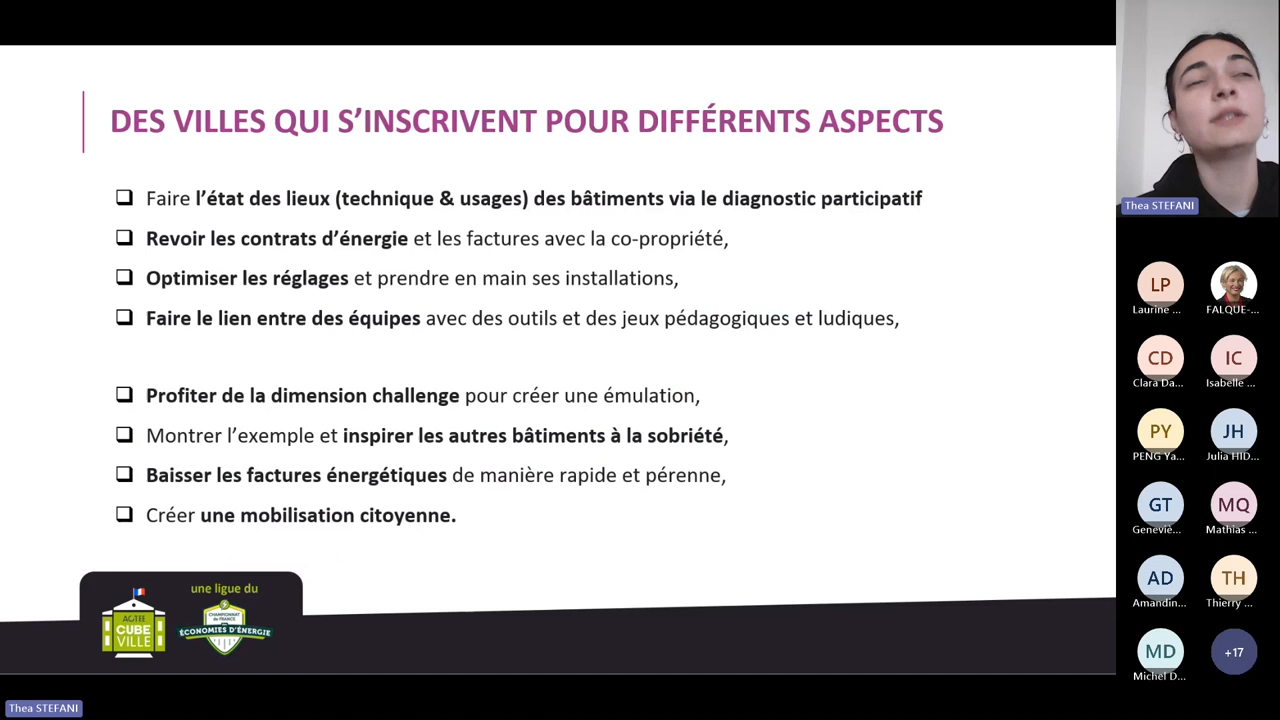 DES VILLES QUI S’INSCRIVENT POUR DIFFÉRENTS ASPECTS
Faire l’état des lieux (technique & usages) des bâtiments via le diagnostic participatif
Revoir les contrats d’énergie et les factures avec la co-propriété,
Optimiser les réglages et prendre en main ses installations,
Faire le lien entre des équipes avec des outils et des jeux pédagogiques et ludiques,
Profiter de la dimension challenge pour créer une émulation,
Montrer l’exemple et inspirer les autres bâtiments à la sobriété,
Baisser les factures énergétiques de manière rapide et pérenne,
Créer une mobilisation citoyenne.
ACTEE
CUBE
VILLE
une ligue du
CHAMPIONNAT
de FRANCE
ÉCONOMIES D’ÉNERGIE
Thea STEFANI
Thea STEFANI
LP
Laurine ...
FALQUE-...
CD
Clara Da...
IC
Isabelle ...
PY
PENG Ya...
JH
Julia HID...
GT
Geneviè...
MQ
Mathias ...
AD
Amandin...
TH
Thierry ...
MD
Michel D...
+17